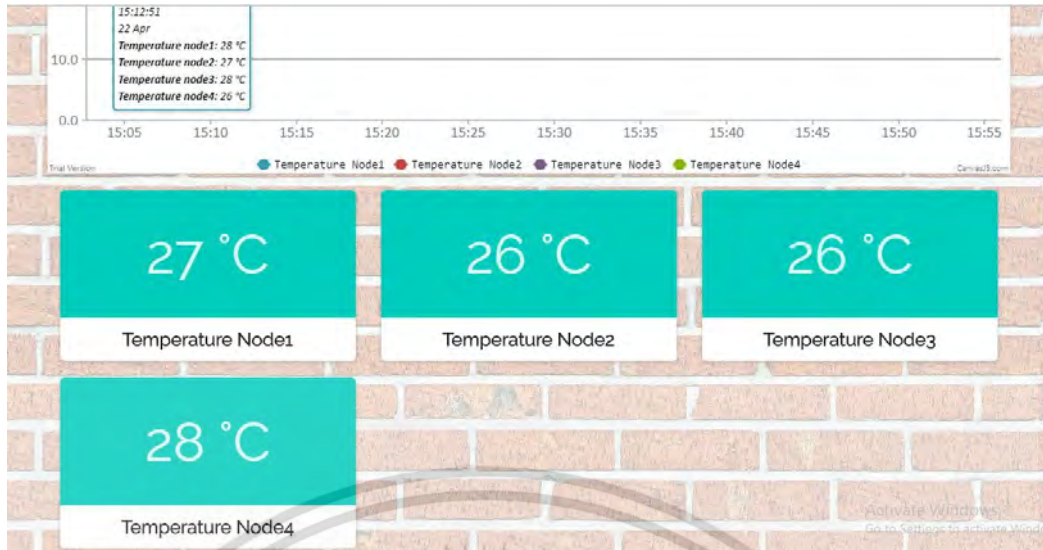 15:12:51
22 Apr
Temperature node1: 28 °C
Temperature node2: 27 °C
Temperature node3: 28 °C
Temperature node4: 26 °C
10.0
0.0
15:05 15:10 15:15 15:20 15:25 15:30 15:35 15:40 15:45 15:50 15:55
Temperature Node1 Temperature Node2 Temperature Node3 Temperature Node4
Trial Version CanvasJS.com
27 °C 26 °C 26 °C
Temperature Node1 Temperature Node2 Temperature Node3
28 °C
Temperature Node4
Activate Windows
Go to Settings to activate Wind